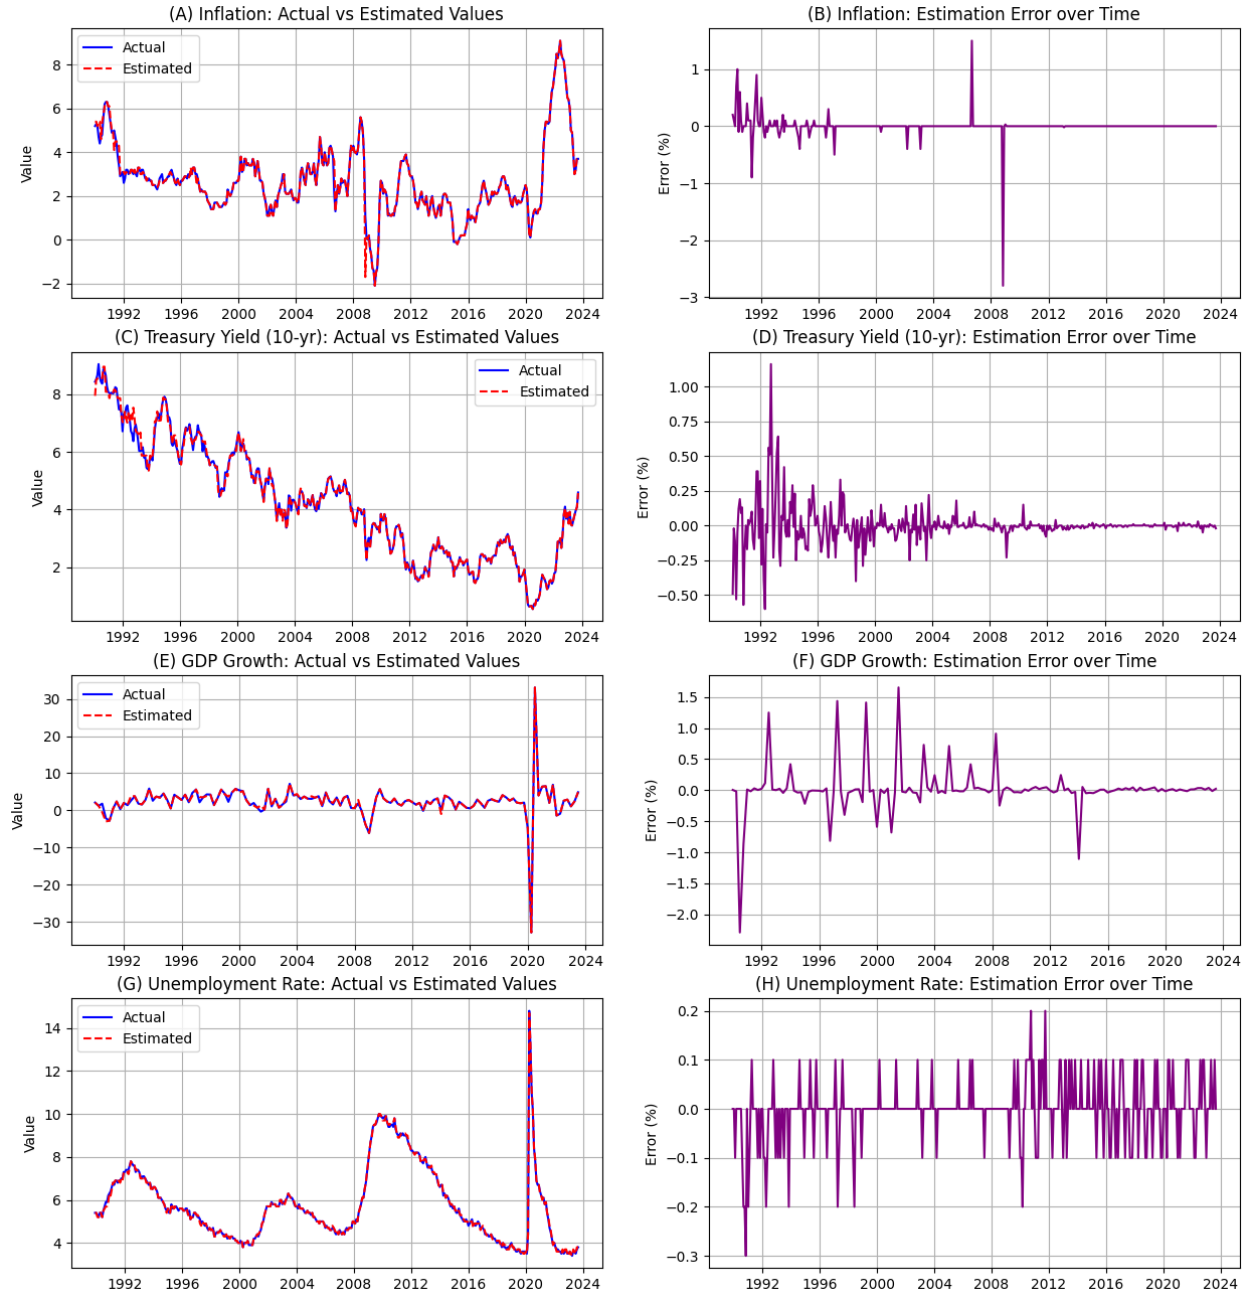 (A) Inflation: Actual vs Estimated Values
Actual
Estimated
Value
8
6
4
2
0
−2
1992 1996 2000 2004 2008 2012 2016 2020 2024
(B) Inflation: Estimation Error over Time
Error (%)
1
0
−1
−2
−3
1992 1996 2000 2004 2008 2012 2016 2020 2024
(C) Treasury Yield (10-yr): Actual vs Estimated Values
Actual
Estimated
Value
8
6
4
2
1992 1996 2000 2004 2008 2012 2016 2020 2024
(D) Treasury Yield (10-yr): Estimation Error over Time
Error (%)
1.00
0.75
0.50
0.25
0.00
−0.25
−0.50
1992 1996 2000 2004 2008 2012 2016 2020 2024
(E) GDP Growth: Actual vs Estimated Values
Actual
Estimated
Value
30
20
10
0
−10
−20
−30
1992 1996 2000 2004 2008 2012 2016 2020 2024
(F) GDP Growth: Estimation Error over Time
Error (%)
1.5
1.0
0.5
0.0
−0.5
−1.0
−1.5
−2.0
1992 1996 2000 2004 2008 2012 2016 2020 2024
(G) Unemployment Rate: Actual vs Estimated Values
Actual
Estimated
Value
14
12
10
8
6
4
1992 1996 2000 2004 2008 2012 2016 2020 2024
(H) Unemployment Rate: Estimation Error over Time
Error (%)
0.2
0.1
0.0
−0.1
−0.2
−0.3
1992 1996 2000 2004 2008 2012 2016 2020 2024